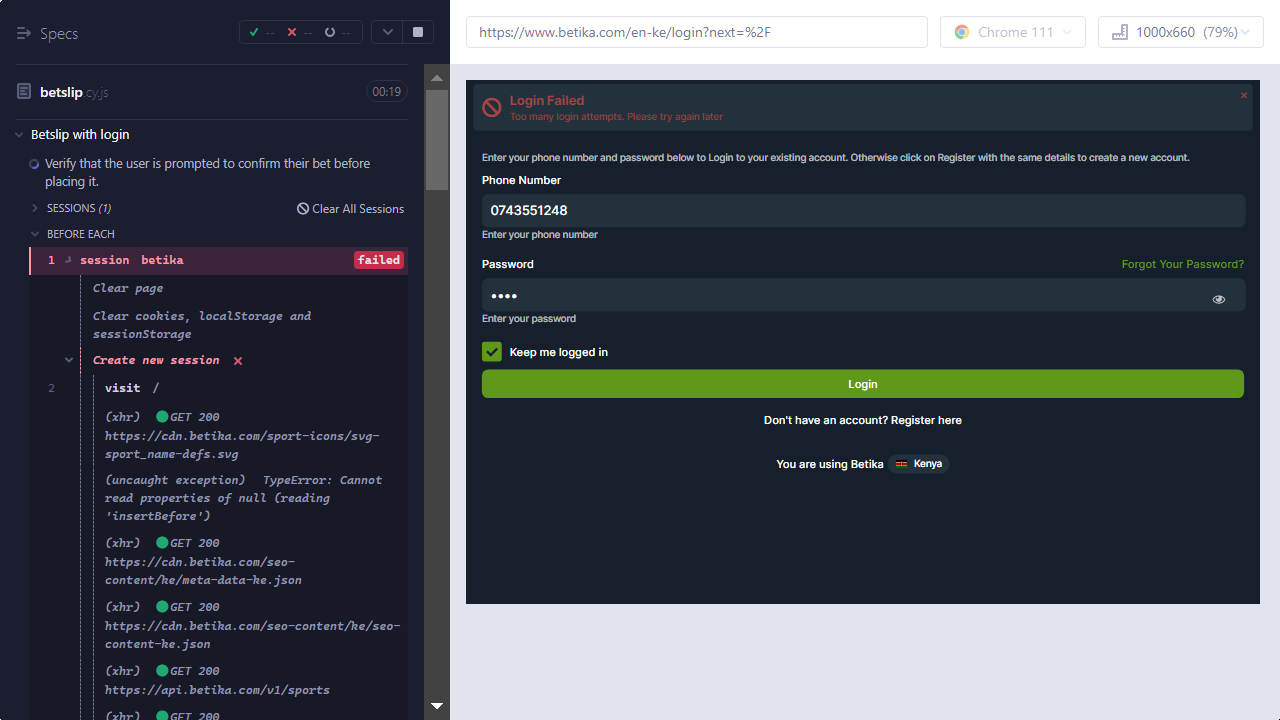 Specs
-- -- --
betslip.cy.js
00:19
Betslip with login
Verify that the user is prompted to confirm their bet before
placing it.
SESSIONS (1)
Clear All Sessions
BEFORE EACH
1 session betika failed
Clear page
Clear cookies, localStorage and
sessionStorage
Create new session
2 visit /
(xhr) GET 200
https://cdn.betika.com/sport-icons/svg-
sport_name-defs.svg
(uncaught exception) TypeError: Cannot
read properties of null (reading
'insertBefore')
(xhr) GET 200
https://cdn.betika.com/seo-
content/ke/meta-data-ke.json
(xhr) GET 200
https://cdn.betika.com/seo-content/ke/seo-
content-ke.json
(xhr) GET 200
https://api.betika.com/v1/sports
(xhr) GET 200
https://www.betika.com/en-ke/login?next=%2F
Chrome 111
1000x660 (79%)
Login Failed
Too many login attempts. Please try again later
Enter your phone number and password below to Login to your existing account. Otherwise click on Register with the same details to create a new account.
Phone Number
0743551248
Enter your phone number
Password
Forgot Your Password?
••••
Enter your password
Keep me logged in
Login
Don't have an account? Register here
You are using Betika Kenya